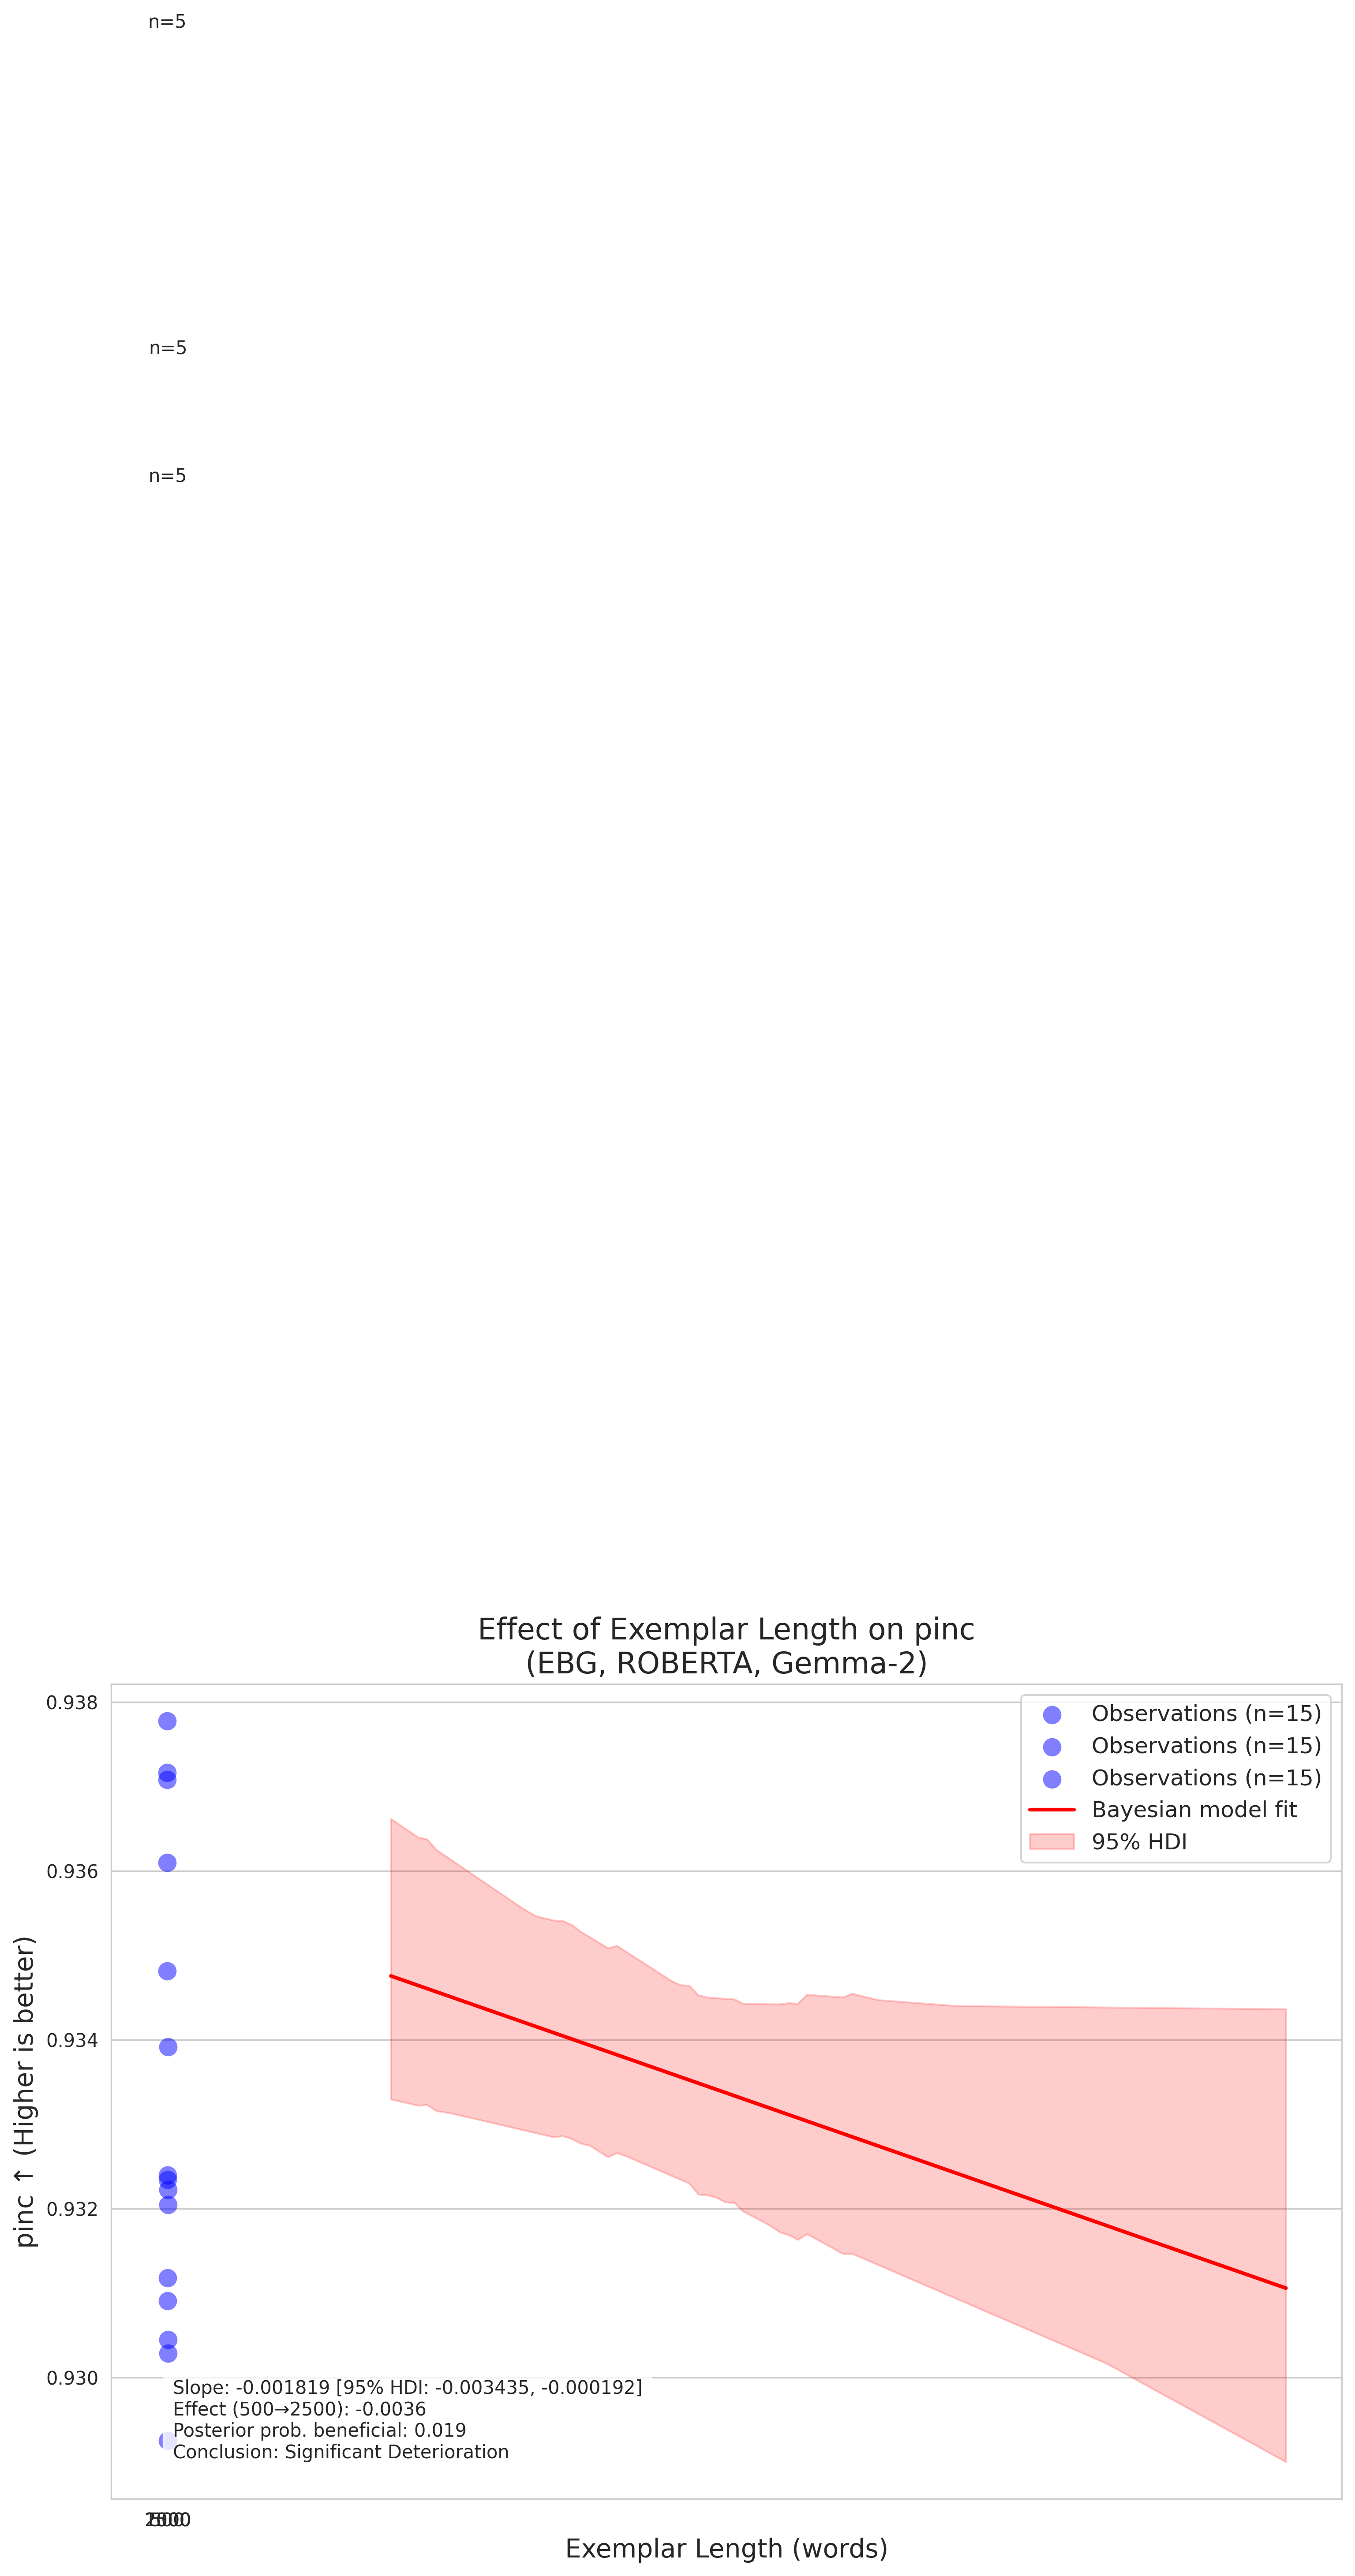 n=5
n=5
n=5
Effect of Exemplar Length on pinc
(EBG, ROBERTA, Gemma-2)
Observations (n=15)
Observations (n=15)
Observations (n=15)
Bayesian model fit
95% HDI
pinc ↑ (Higher is better)
0.938
0.936
0.934
0.932
0.930
Slope: -0.001819 [95% HDI: -0.003435, -0.000192]
Effect (500→2500): -0.0036
Posterior prob. beneficial: 0.019
Conclusion: Significant Deterioration
Exemplar Length (words)